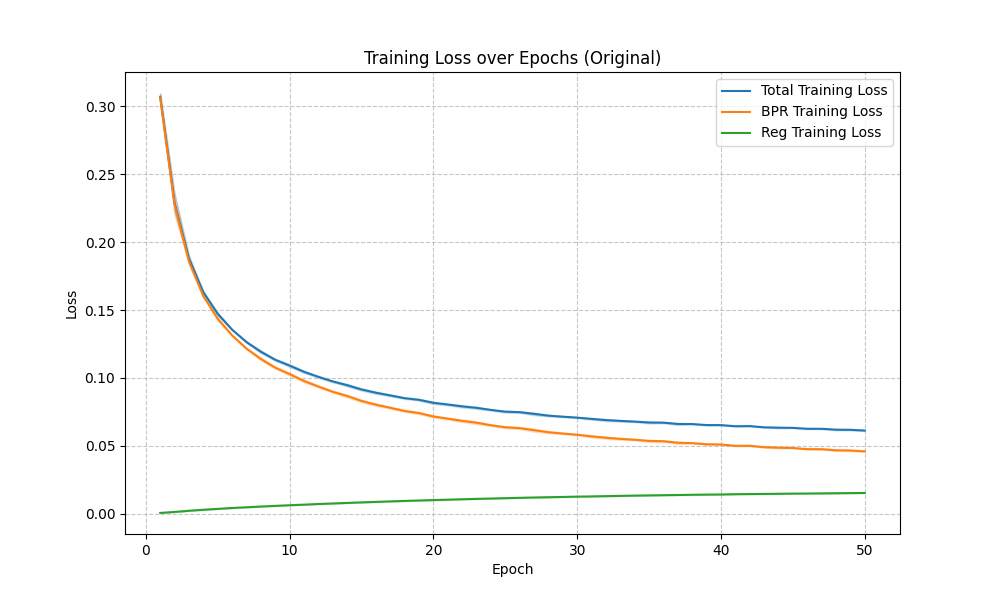 Training Loss over Epochs (Original)
Total Training Loss
BPR Training Loss
Reg Training Loss
0.30
0.25
0.20
0.15
0.10
0.05
0.00
Loss
0 10 20 30 40 50
Epoch